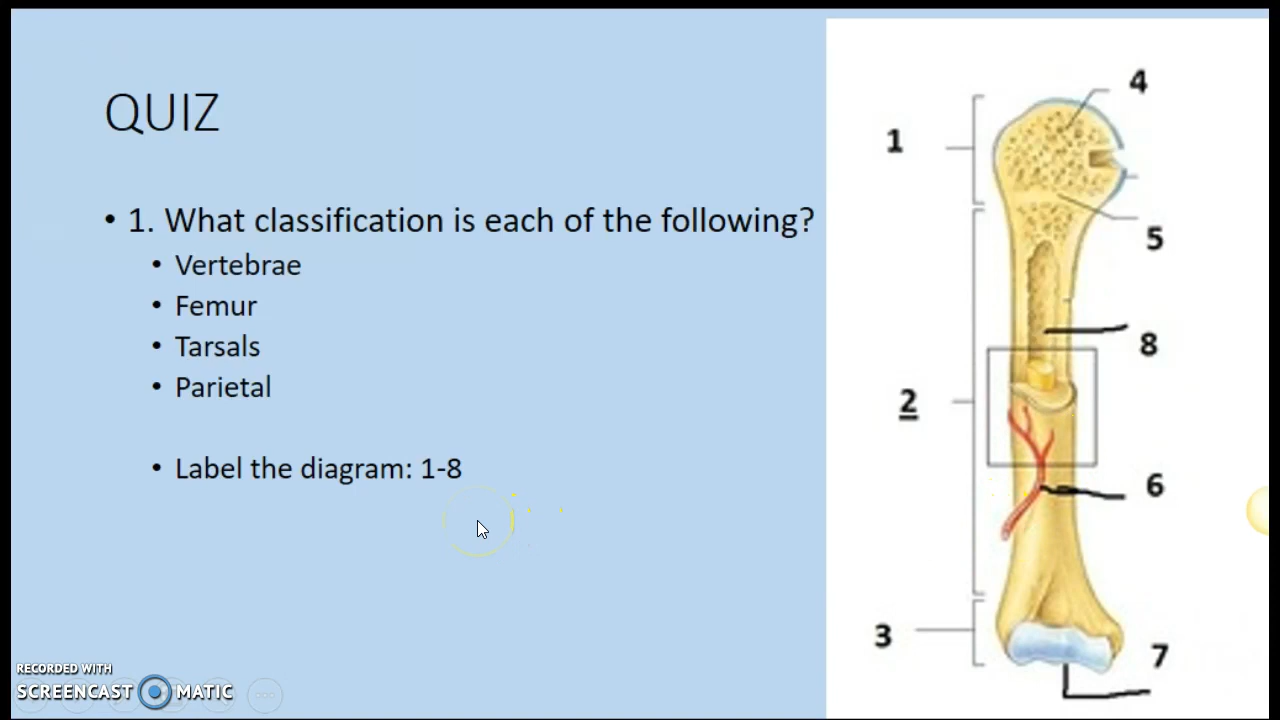 QUIZ
• 1. What classification is each of the following?
• Vertebrae
• Femur
• Tarsals
• Parietal
• Label the diagram: 1-8
4
1
5
8
2
6
3
7
RECORDED WITH
SCREENCAST MATIC